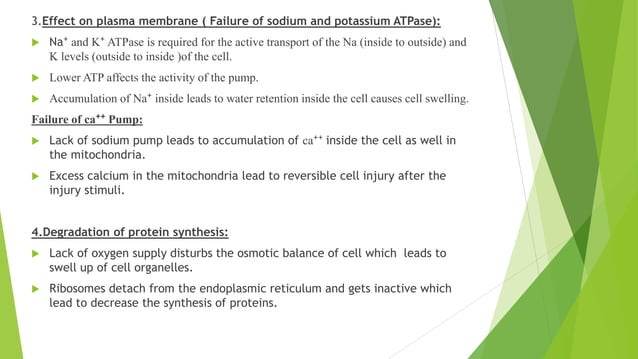 3.Effect on plasma membrane ( Failure of sodium and potassium ATPase):
Na⁺ and K⁺ ATPase is required for the active transport of the Na (inside to outside) and
K levels (outside to inside )of the cell.
Lower ATP affects the activity of the pump.
Accumulation of Na⁺ inside leads to water retention inside the cell causes cell swelling.
Failure of ca⁺⁺ Pump:
Lack of sodium pump leads to accumulation of ca⁺⁺ inside the cell as well in
the mitochondria.
Excess calcium in the mitochondria lead to reversible cell injury after the
injury stimuli.
4.Degradation of protein synthesis:
Lack of oxygen supply disturbs the osmotic balance of cell which leads to
swell up of cell organelles.
Ribosomes detach from the endoplasmic reticulum and gets inactive which
lead to decrease the synthesis of proteins.